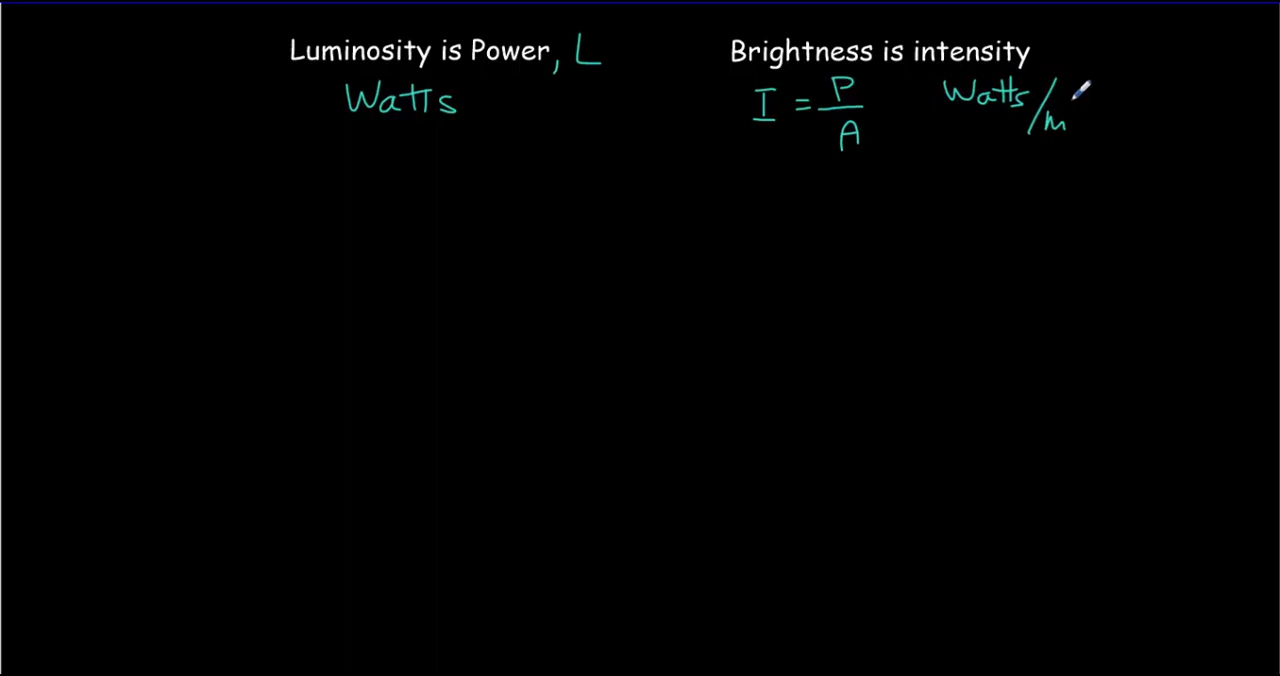 Luminosity is Power, L
Watts
Brightness is intensity
I = P/A
Watts/m